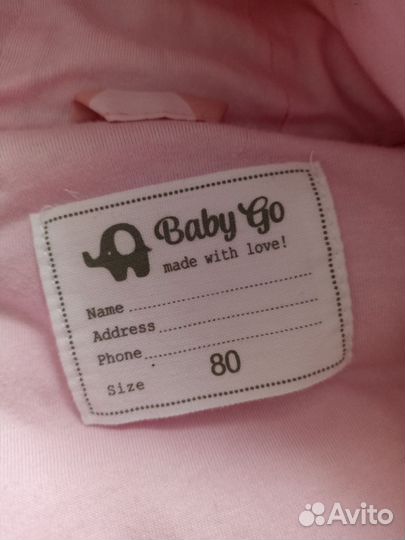 Baby Go
made with love!
Name
Address
Phone
Size 80
Avito